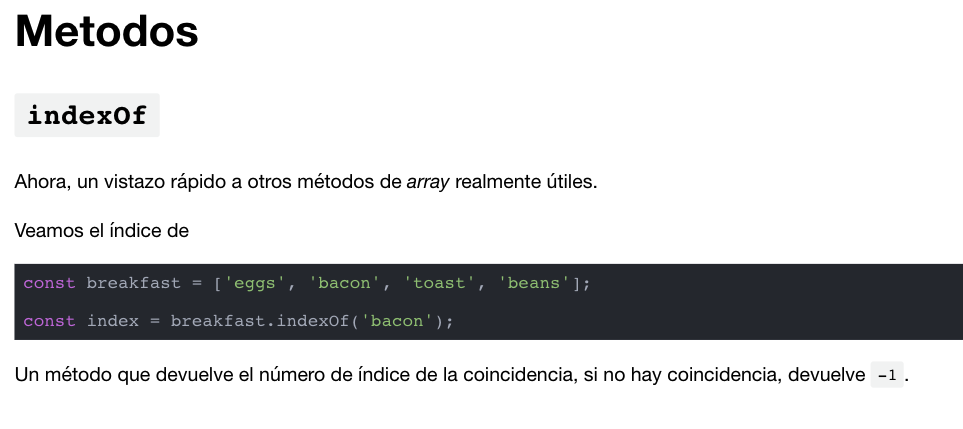 Metodos
indexOf
Ahora, un vistazo rápido a otros métodos de array realmente útiles.
Veamos el índice de
const breakfast = ['eggs', 'bacon', 'toast', 'beans'];
const index = breakfast.indexOf('bacon');
Un método que devuelve el número de índice de la coincidencia, si no hay coincidencia, devuelve -1.